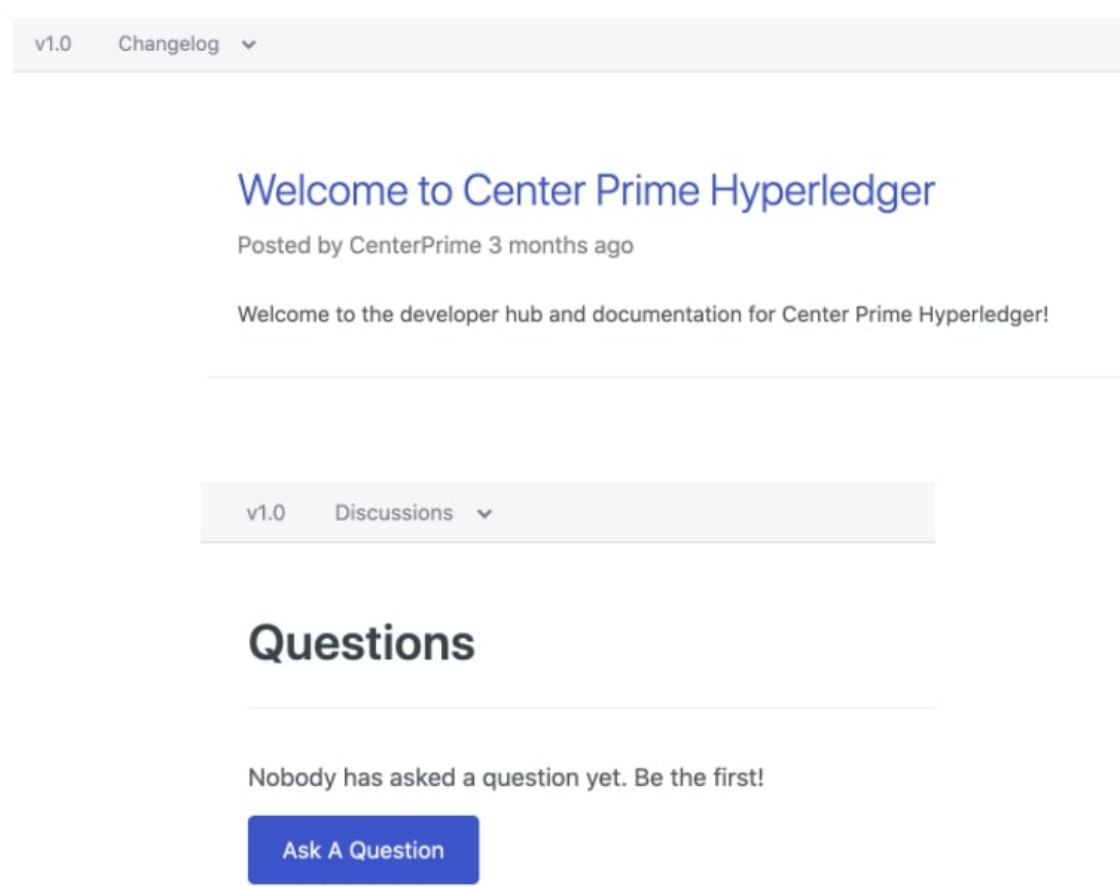 v1.0 Changelog
Welcome to Center Prime Hyperledger
Posted by CenterPrime 3 months ago
Welcome to the developer hub and documentation for Center Prime Hyperledger!
v1.0 Discussions
Questions
Nobody has asked a question yet. Be the first!
Ask A Question